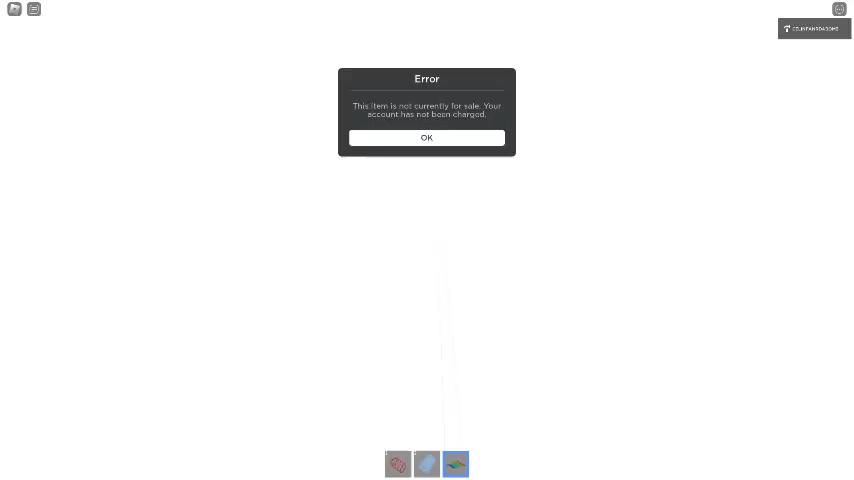 Error
This item is not currently for sale. Your
account has not been charged.
OK